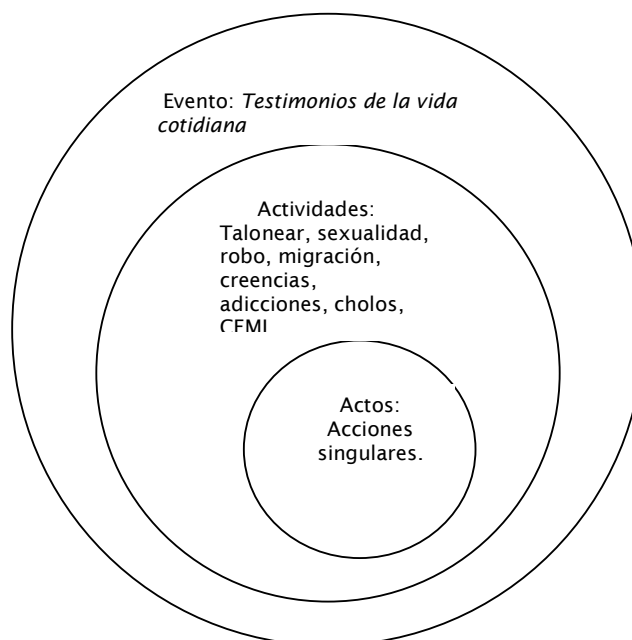 Evento: Testimonios de la vida
cotidiana
Actividades:
Talonear, sexualidad,
robo, migración,
creencias,
adicciones, cholos,
Actos:
Acciones
singulares.